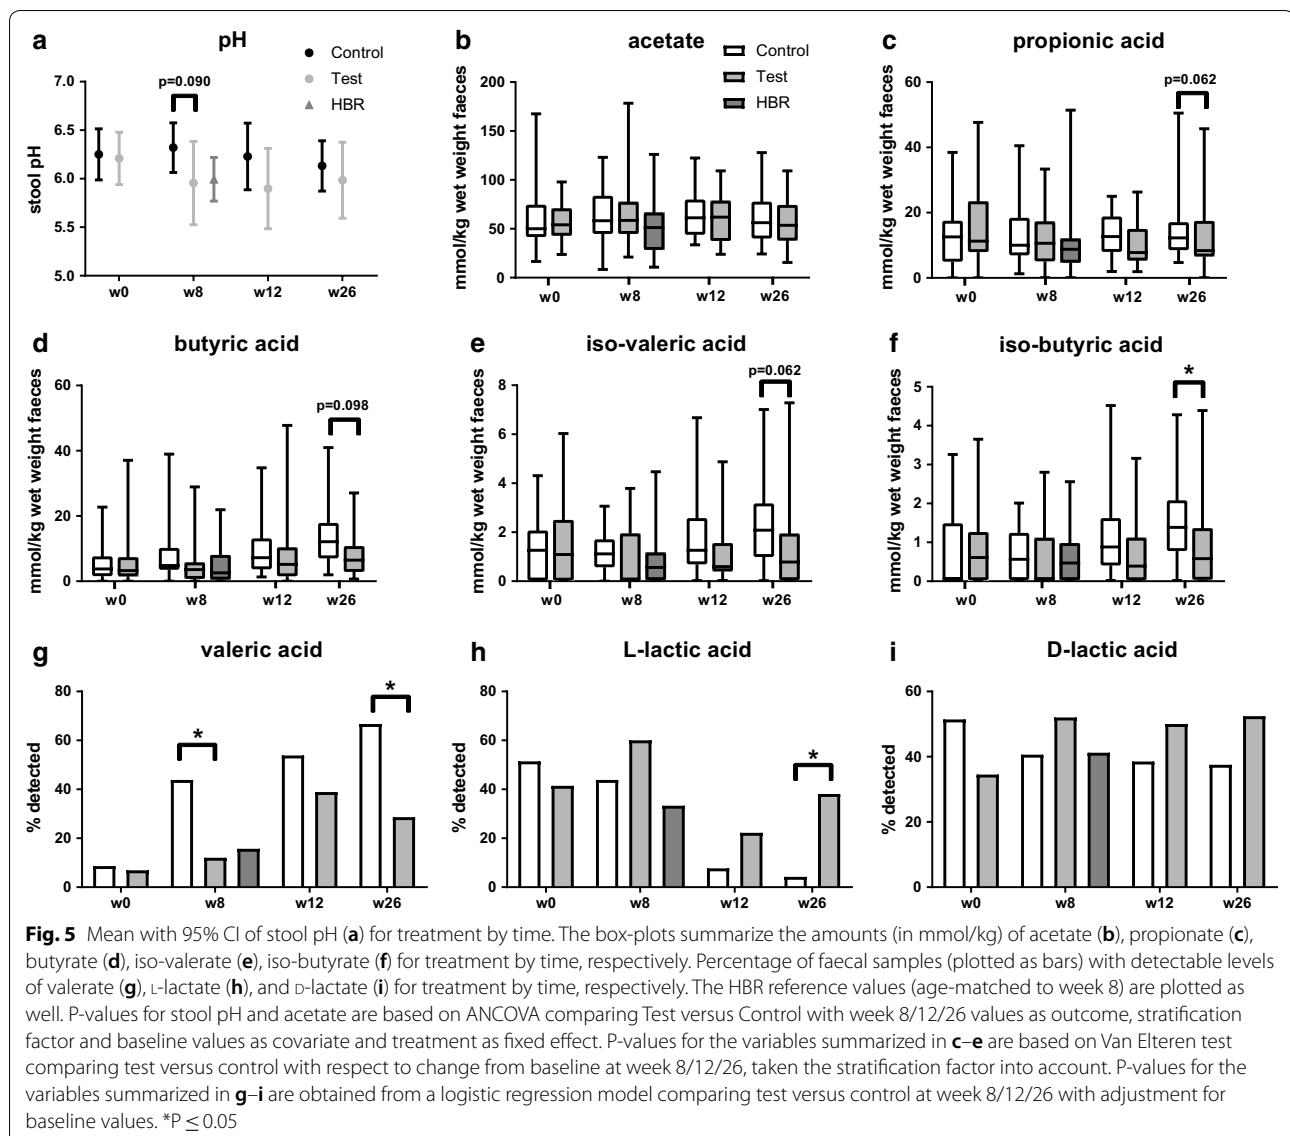 a pH
Control
Test
HBR
p=0.090
stool pH
7.0
6.5
6.0
5.5
5.0
w0 w8 w12 w26
b acetate
Control
Test
HBR
mmol/kg wet weight faeces
200
150
100
50
0
w0 w8 w12 w26
c propionic acid
p=0.062
mmol/kg wet weight faeces
60
40
20
0
w0 w8 w12 w26
d butyric acid
p=0.098
mmol/kg wet weight faeces
60
40
20
0
w0 w8 w12 w26
e iso-valeric acid
p=0.062
mmol/kg wet weight faeces
8
6
4
2
0
w0 w8 w12 w26
f iso-butyric acid
*
mmol/kg wet weight faeces
5
4
3
2
1
0
w0 w8 w12 w26
g valeric acid
* *
% detected
80
60
40
20
0
w0 w8 w12 w26
h L-lactic acid
*
% detected
80
60
40
20
0
w0 w8 w12 w26
i D-lactic acid
% detected
60
40
20
0
w0 w8 w12 w26
Fig. 5 Mean with 95% CI of stool pH (a) for treatment by time. The box-plots summarize the amounts (in mmol/kg) of acetate (b), propionate (c),
butyrate (d), iso-valerate (e), iso-butyrate (f) for treatment by time, respectively. Percentage of faecal samples (plotted as bars) with detectable levels
of valerate (g), L-lactate (h), and D-lactate (i) for treatment by time, respectively. The HBR reference values (age-matched to week 8) are plotted as
well. P-values for stool pH and acetate are based on ANCOVA comparing Test versus Control with week 8/12/26 values as outcome, stratification
factor and baseline values as covariate and treatment as fixed effect. P-values for the variables summarized in c–e are based on Van Elteren test
comparing test versus control with respect to change from baseline at week 8/12/26, taken the stratification factor into account. P-values for the
variables summarized in g–i are obtained from a logistic regression model comparing test versus control at week 8/12/26 with adjustment for
baseline values. *P ≤ 0.05